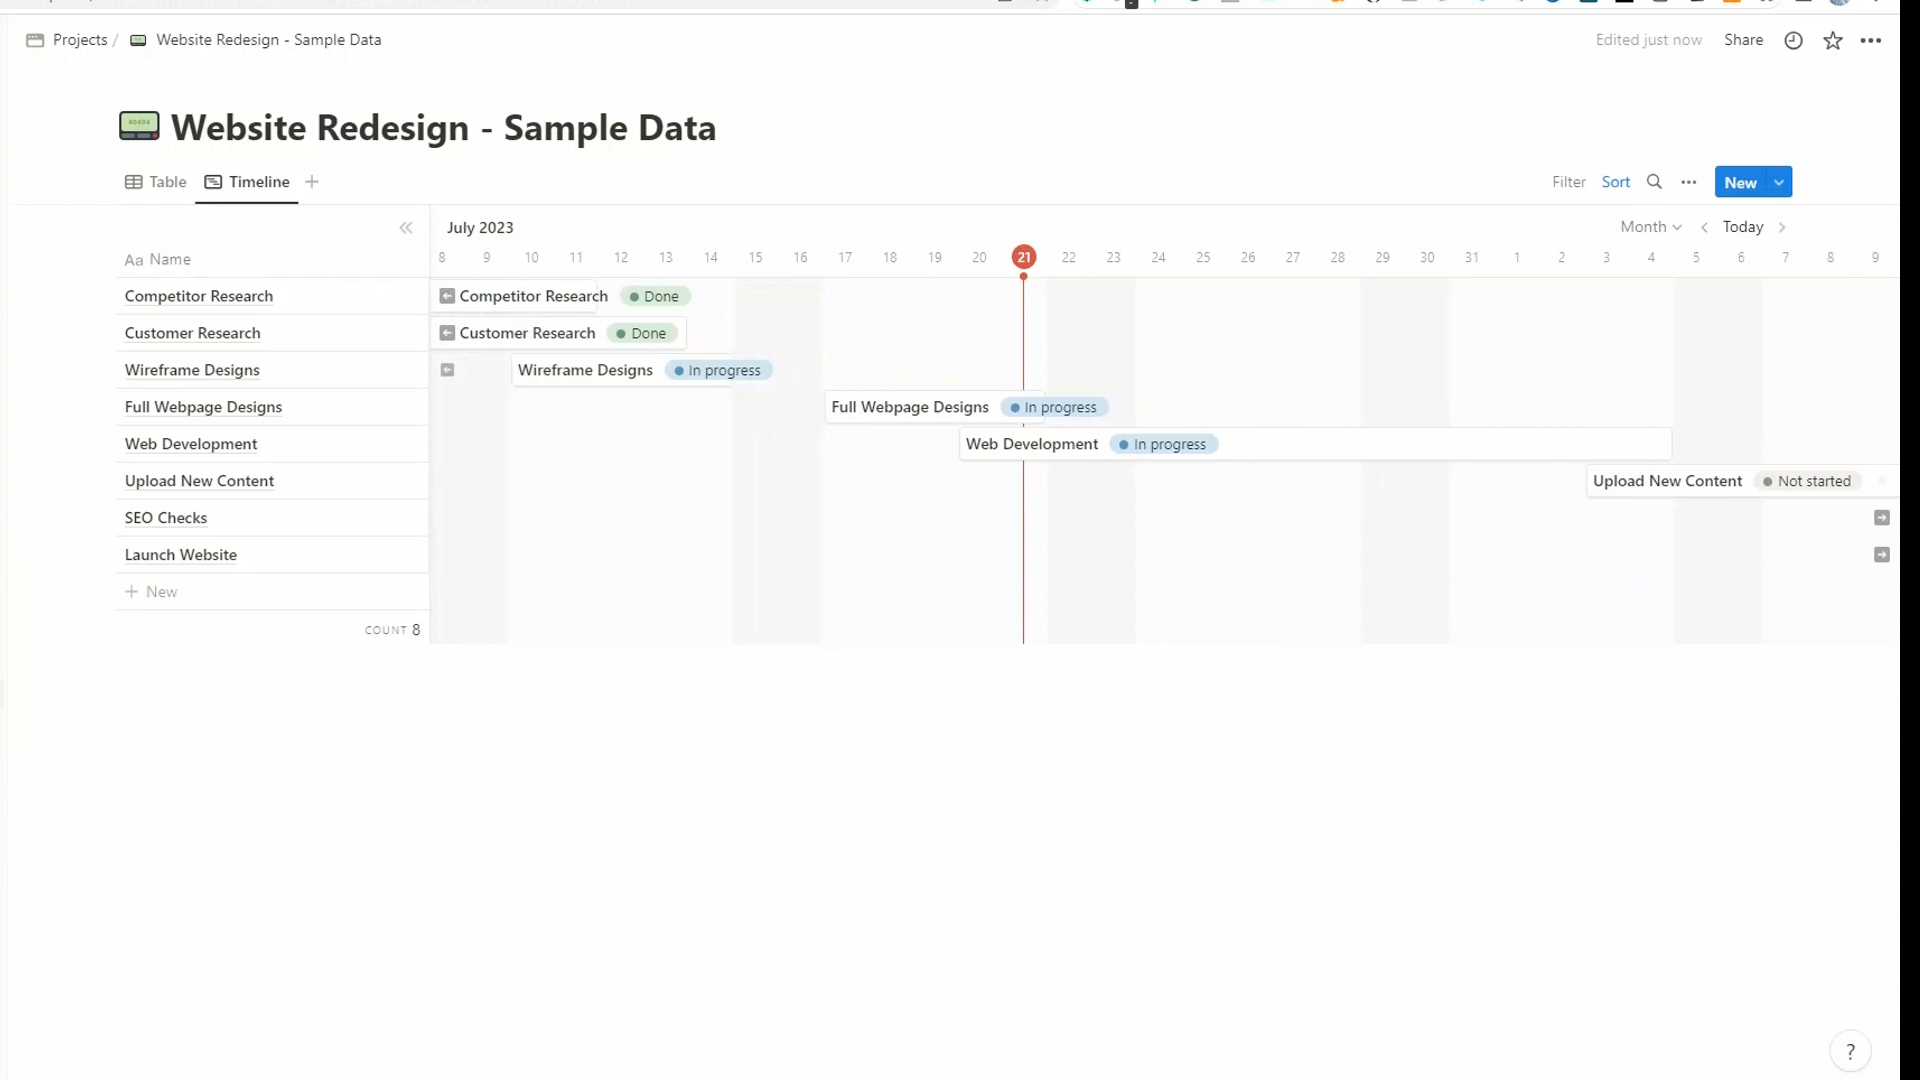 Projects / Website Redesign - Sample Data
Edited just now Share
Website Redesign - Sample Data
Table Timeline
Filter Sort New
July 2023 Month Today
Aa Name 8 9 10 11 12 13 14 15 16 17 18 19 20 21 22 23 24 25 26 27 28 29 30 31 1 2 3 4 5 6 7 8 9
Competitor Research Competitor Research Done
Customer Research Customer Research Done
Wireframe Designs Wireframe Designs In progress
Full Webpage Designs Full Webpage Designs In progress
Web Development Web Development In progress
Upload New Content Upload New Content Not started
SEO Checks
Launch Website
+ New
COUNT 8
?